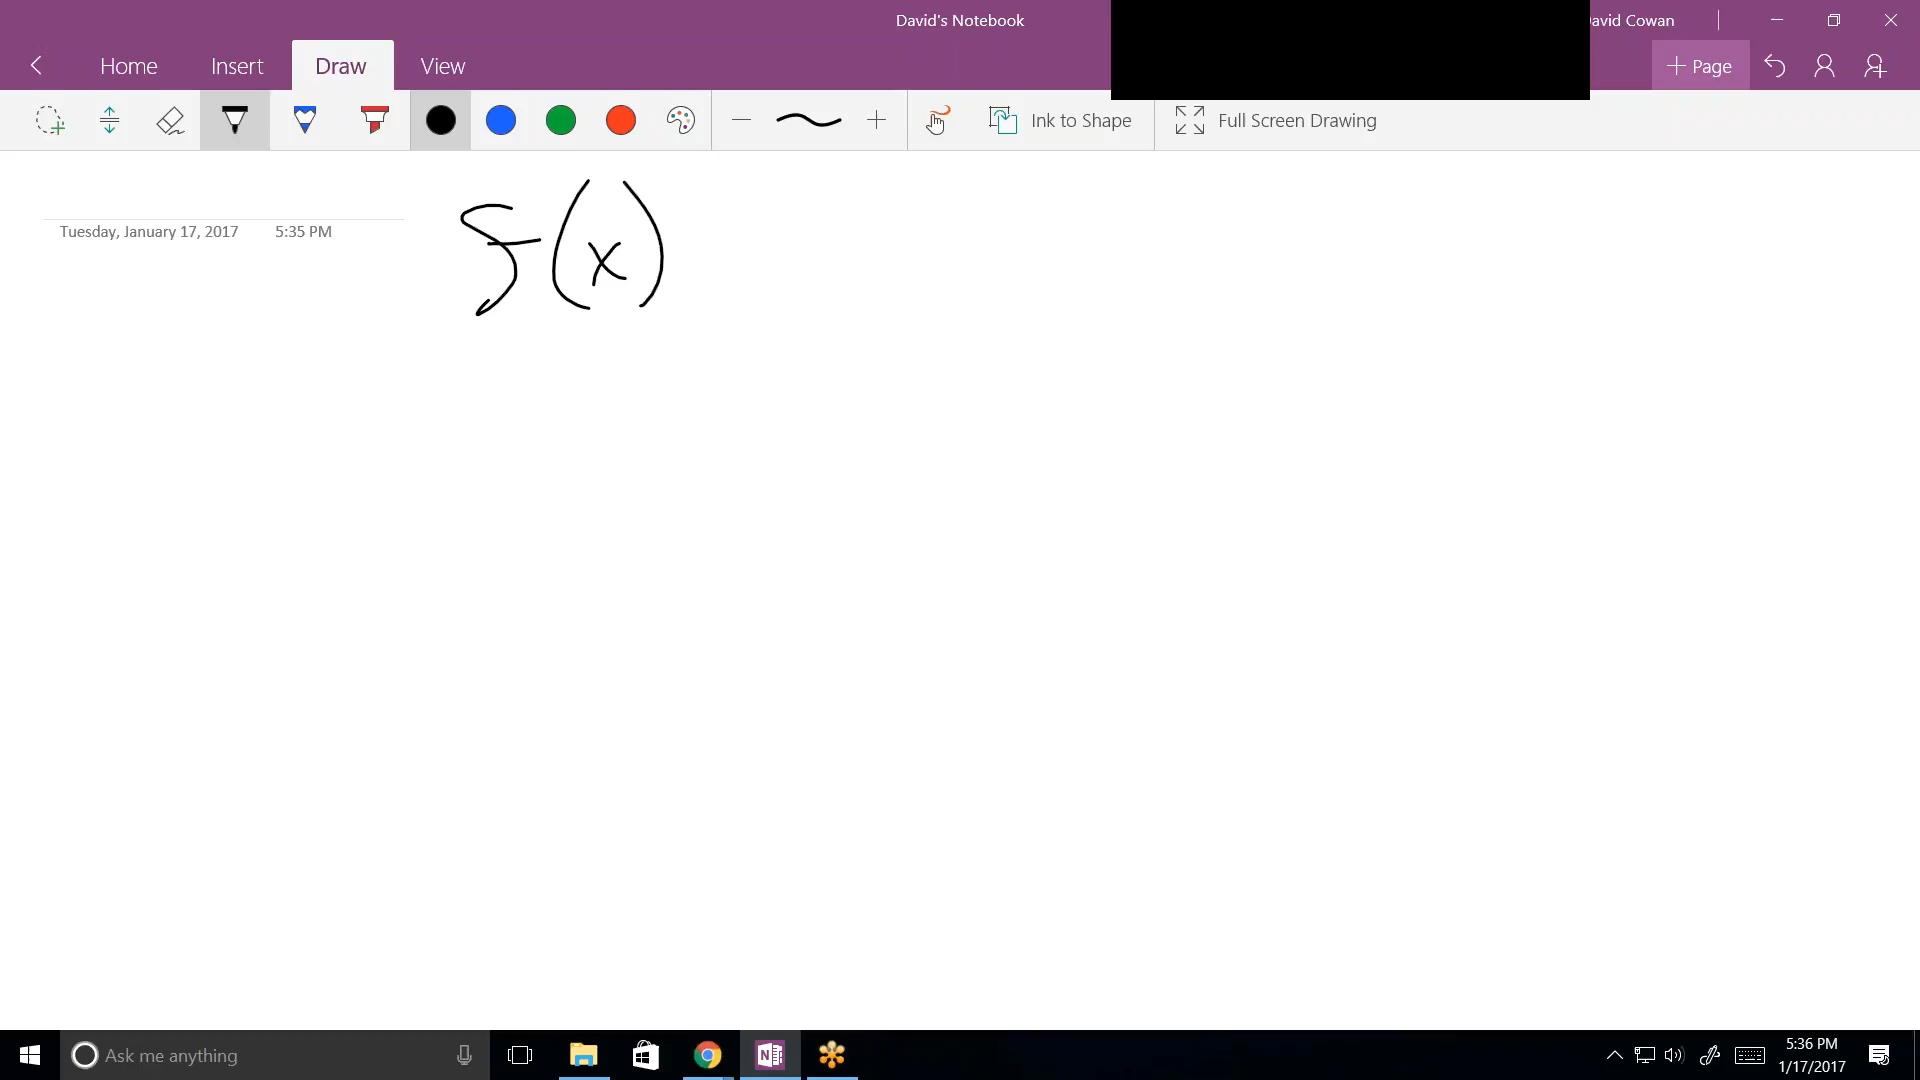 David's Notebook
avid Cowan
Home Insert Draw View
Page
Ink to Shape Full Screen Drawing
f(x)
Tuesday, January 17, 2017 5:35 PM
Ask me anything
N
5:36 PM
1/17/2017